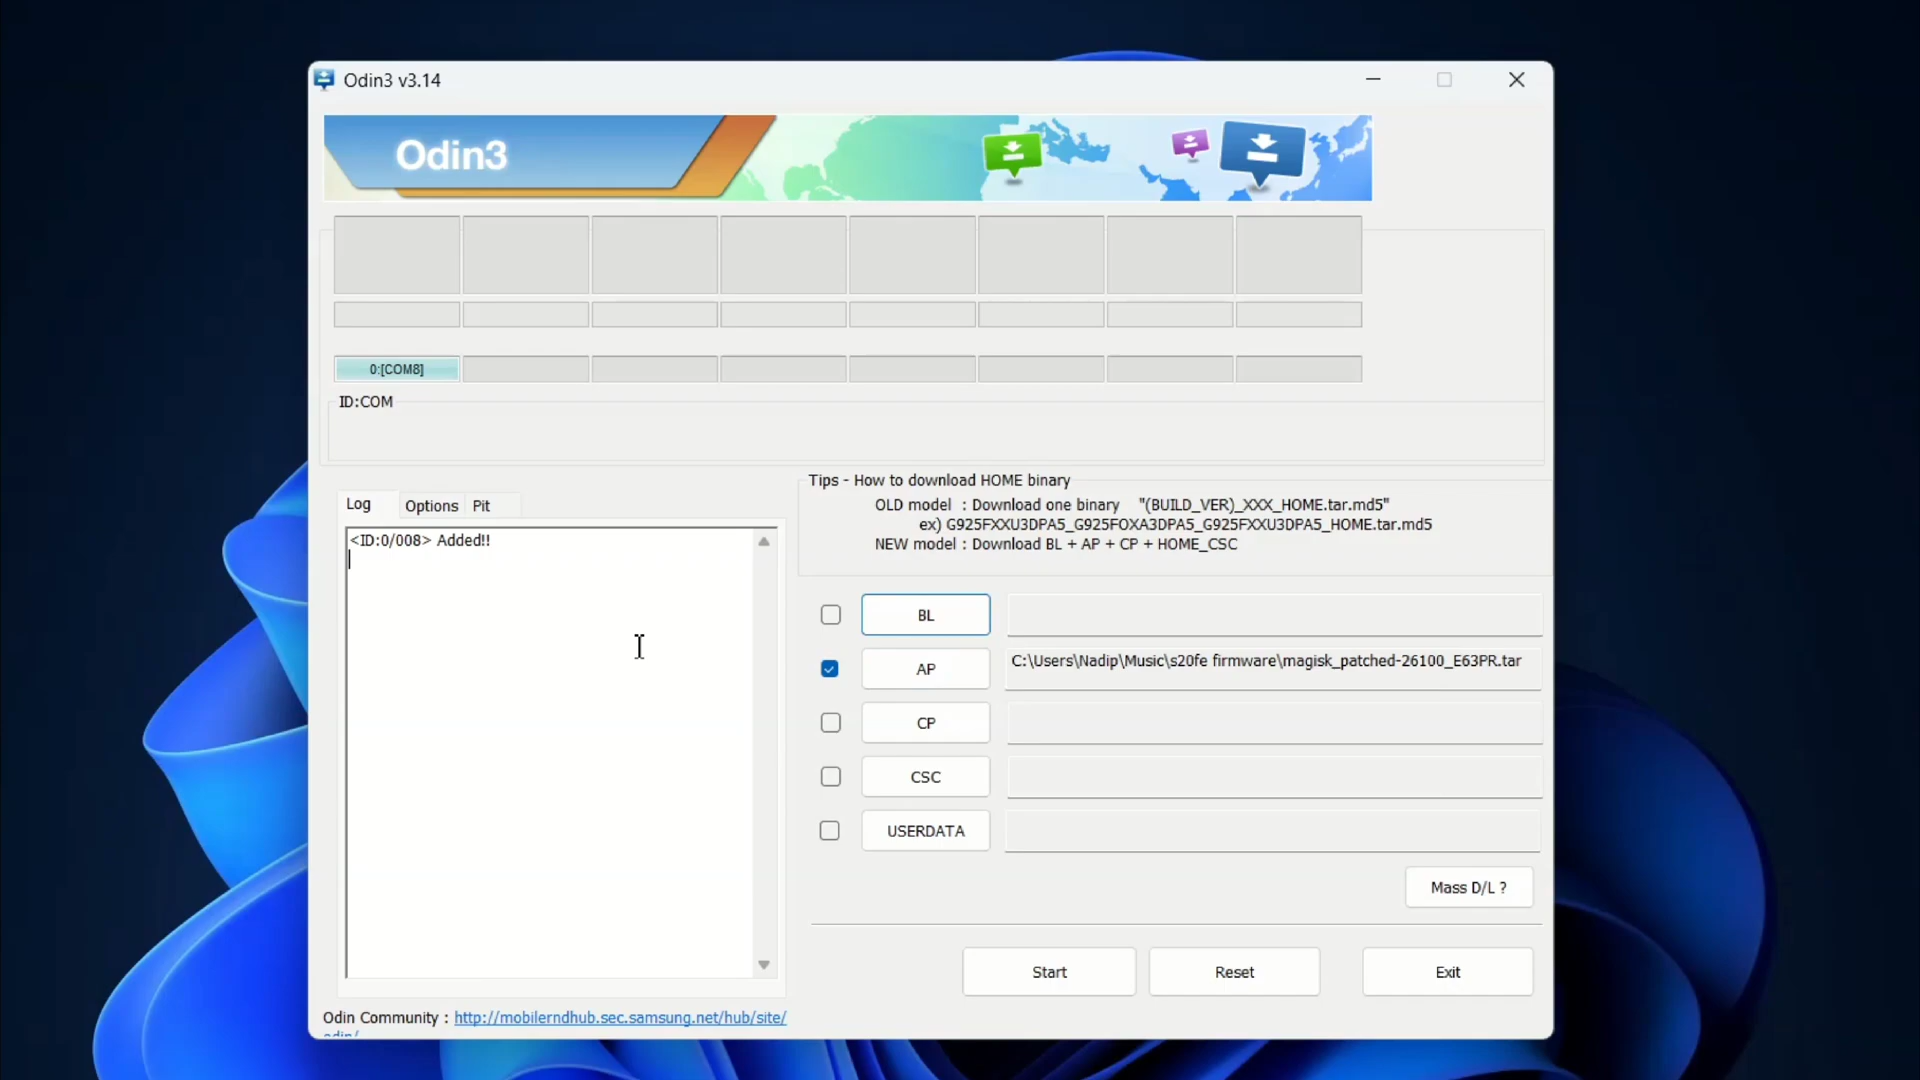 Odin3 v3.14
Odin3
0:[COM8]
ID:COM
Log
Options
Pit
<ID:0/008> Added!!
Tips - How to download HOME binary
OLD model : Download one binary "(BUILD_VER)_XXX_HOME.tar.md5"
ex) G925FXXU3DPA5_G925FOXA3DPA5_G925FXXU3DPA5_HOME.tar.md5
NEW model : Download BL + AP + CP + HOME_CSC
BL
AP C:\Users\Nadip\Music\s20fe firmware\magisk_patched-26100_E63PR.tar
CP
CSC
USERDATA
Mass D/L ?
Start Reset Exit
Odin Community : http://mobilerndhub.sec.samsung.net/hub/site/
odin/